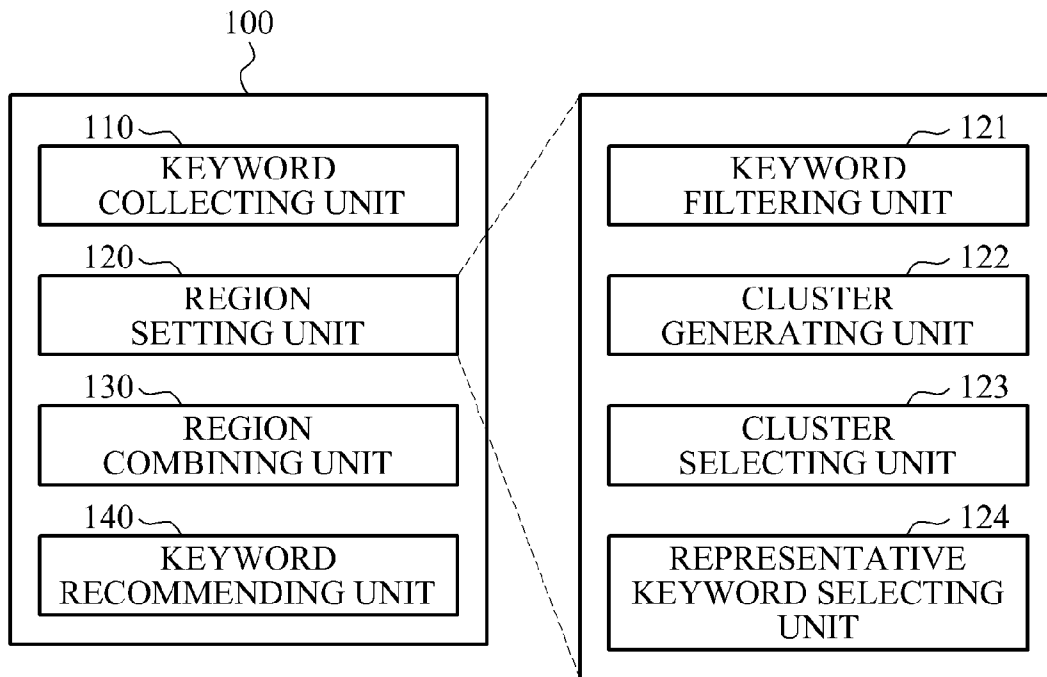 100
110
KEYWORD
COLLECTING UNIT
120
REGION
SETTING UNIT
130
REGION
COMBINING UNIT
140
KEYWORD
RECOMMENDING UNIT
121
KEYWORD
FILTERING UNIT
122
CLUSTER
GENERATING UNIT
123
CLUSTER
SELECTING UNIT
124
REPRESENTATIVE
KEYWORD SELECTING
UNIT